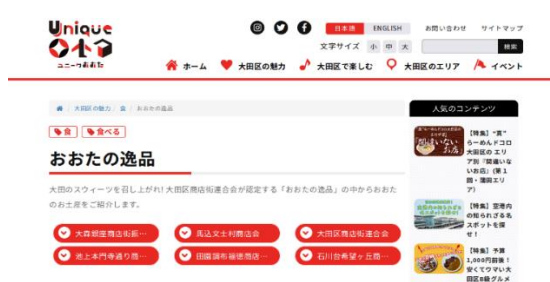 Unique
ユニークおおた
日本語 ENGLISH お問い合わせ サイトマップ
文字サイズ 小 中 大 検索
ホーム 大田区の魅力 大田区で楽しむ 大田区のエリア イベント
大田区の魅力 / 食 / おおたの逸品
食 食べる
おおたの逸品
大田のスウィーツを召し上がれ!大田区商店街連合会が認定する「おおたの逸品」の中からおおた
のお土産をご紹介します。
大森銀座商店街振…
馬込文士村商店会
大田区商店街連合会
池上本門寺通り商…
田園調布福徳商店…
石川台希望ヶ丘商…
人気のコンテンツ
【特集】"真"
らーめんドコロ
大田区の エリ
ア別『間違いな
いお店』(第1
回・蒲田エリ
ア)
【特集】空港内
の知られざる名
スポットを探
せ!
【特集】予算
1,000円前後!
安くてウマい大
田区B級グルメ